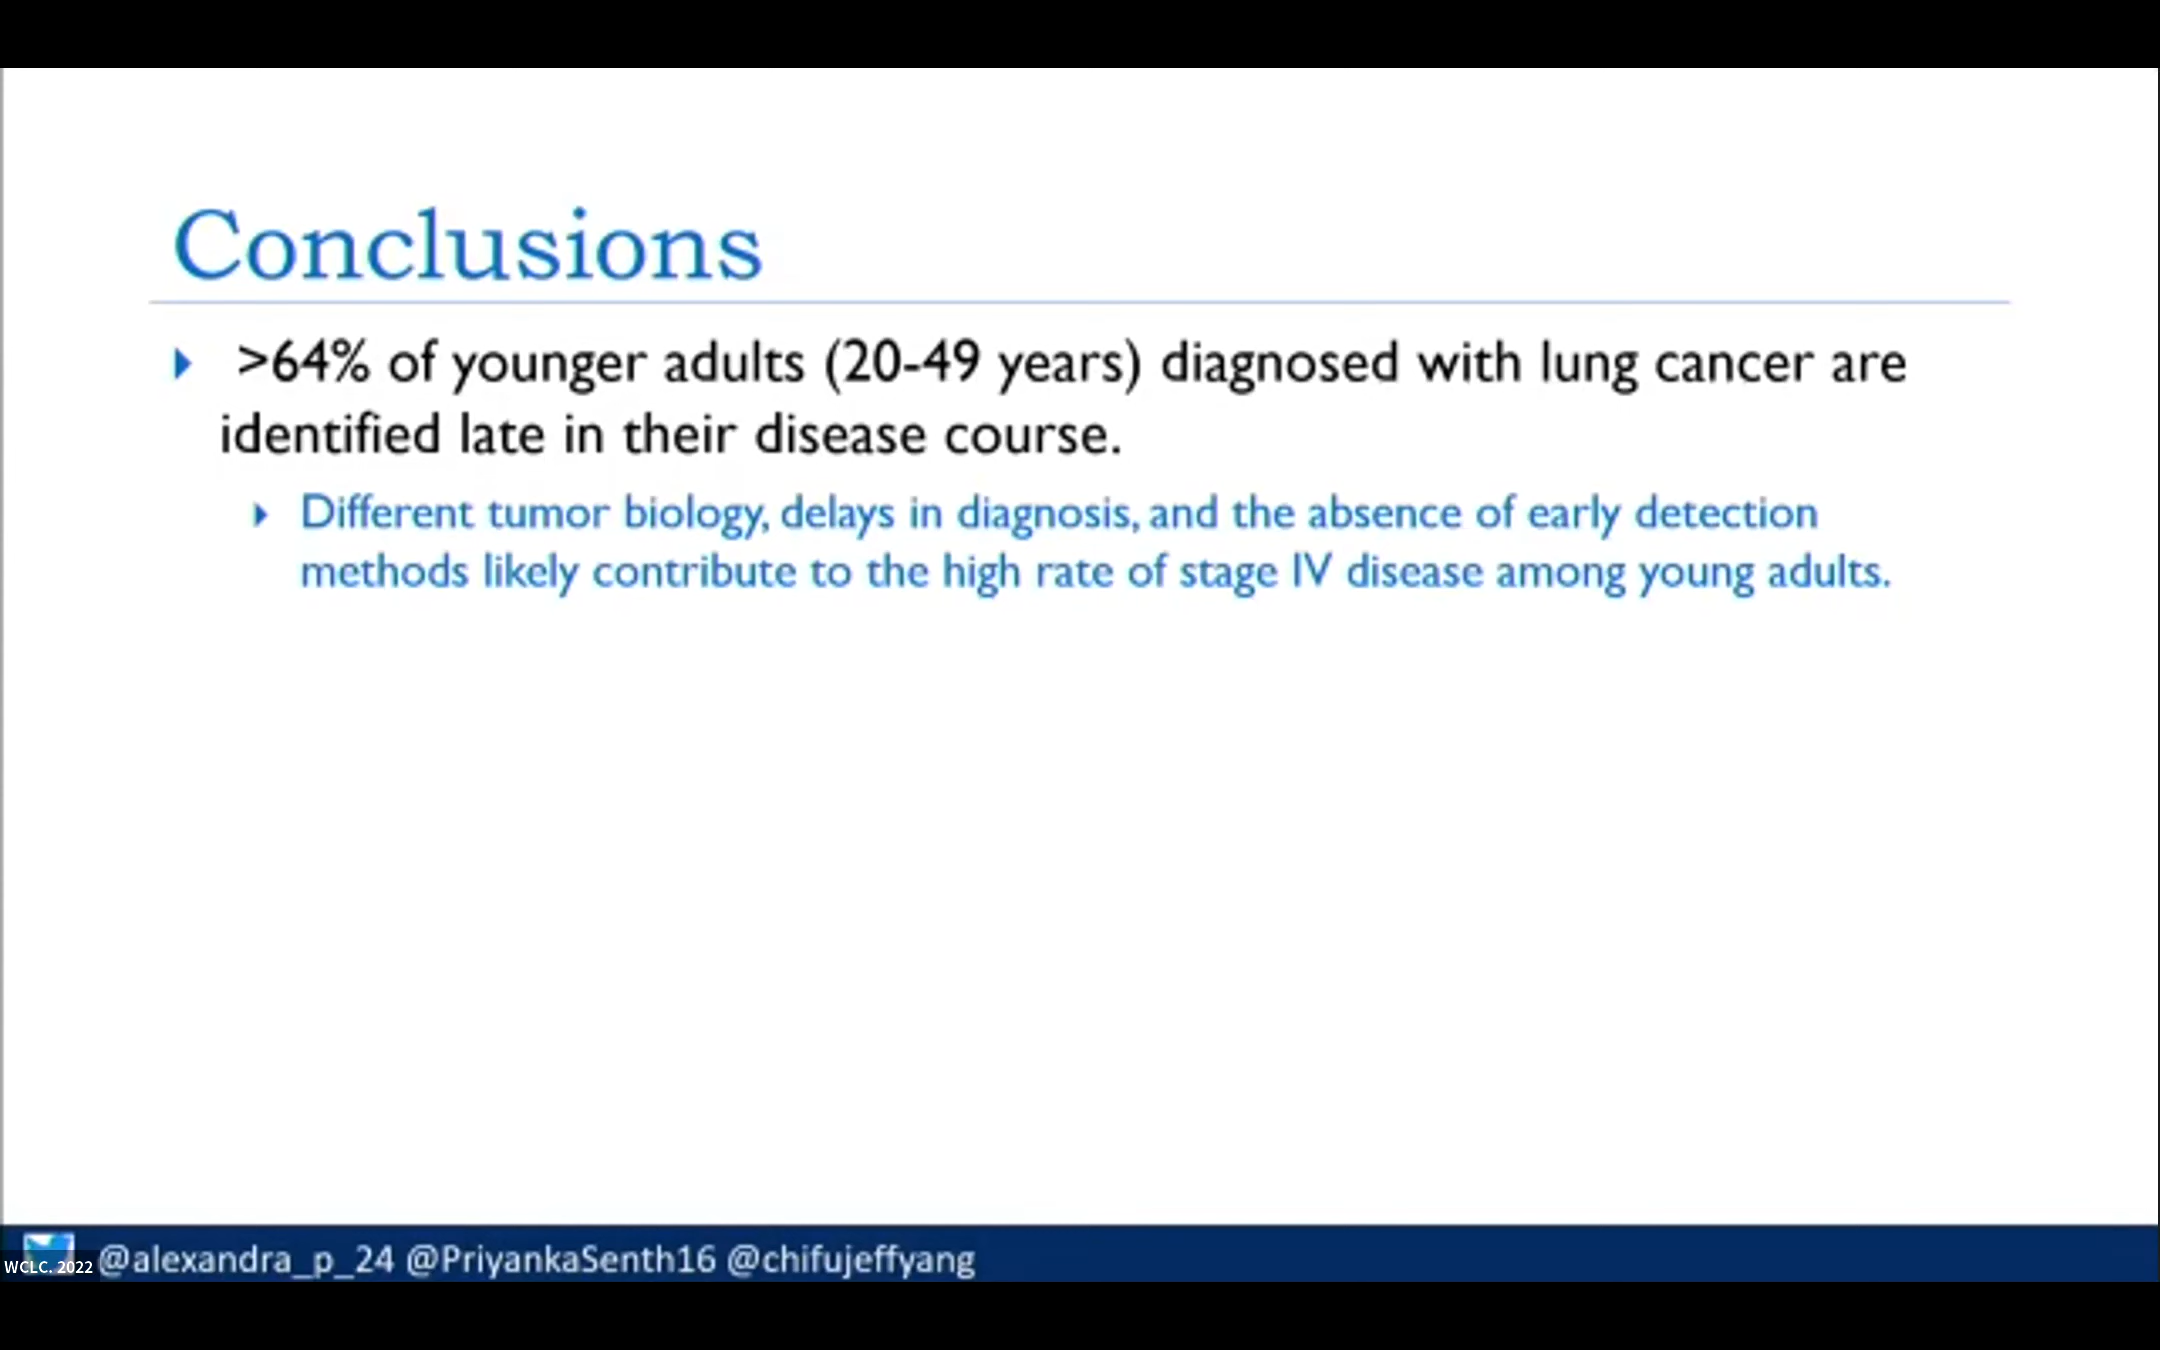 Conclusions
>64% of younger adults (20-49 years) diagnosed with lung cancer are
identified late in their disease course.
Different tumor biology, delays in diagnosis, and the absence of early detection
methods likely contribute to the high rate of stage IV disease among young adults.
@alexandra_p_24 @PriyankaSenth16 @chifujeffyang
WCLC. 2022